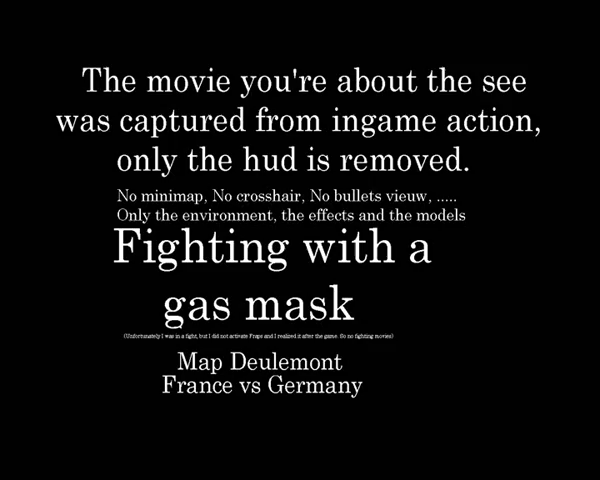 The movie you're about the see
was captured from ingame action,
only the hud is removed.
No minimap, No crosshair, No bullets vieuw, .....
Only the environment, the effects and the models
Fighting with a
gas mask
(Unfortunately I was in a fight, but I did not activate Fraps and I realized it after the game. So no fighting movies)
Map Deulemont
France vs Germany